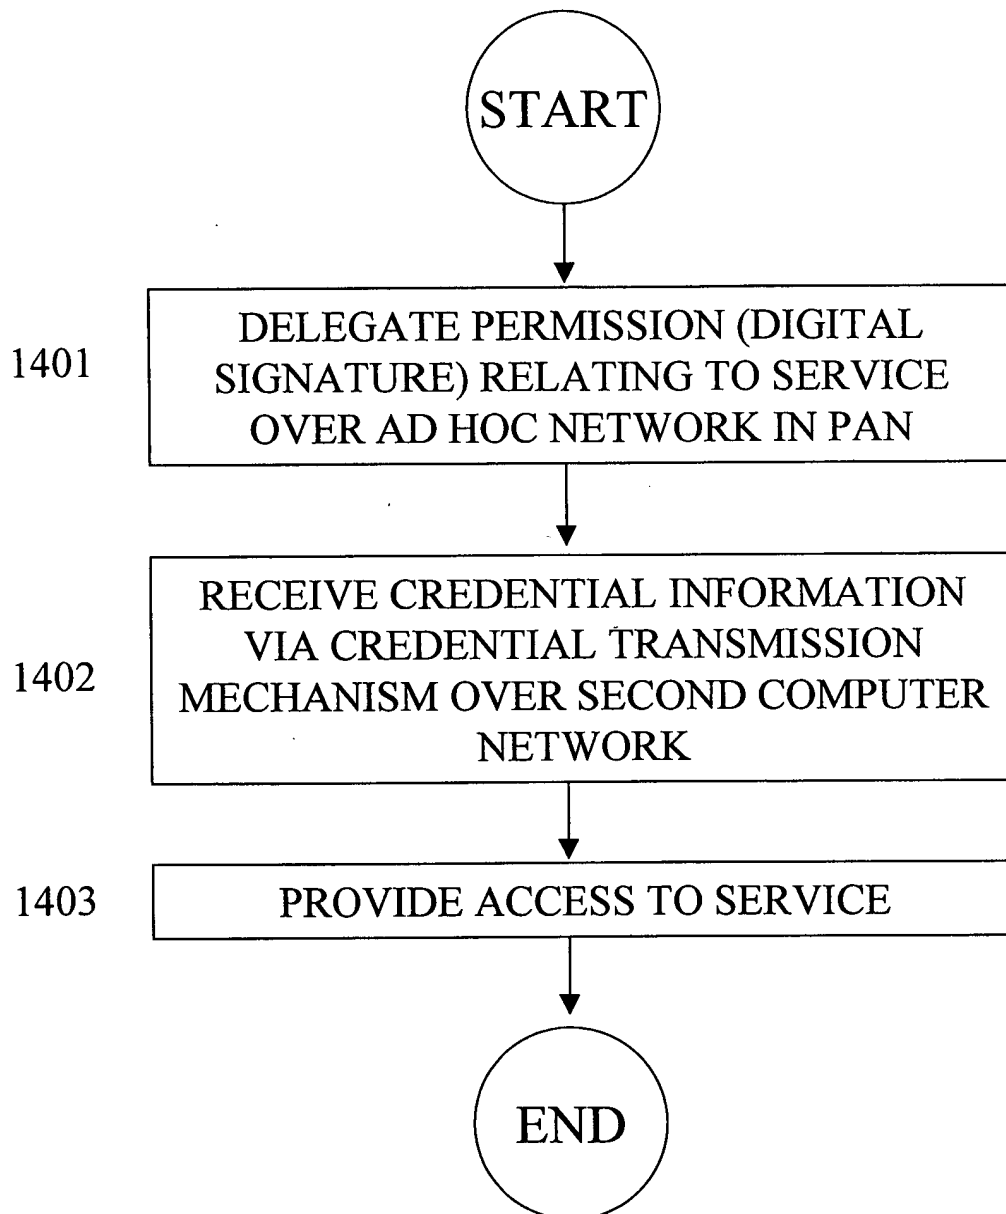 START
1401
DELEGATE PERMISSION (DIGITAL
SIGNATURE) RELATING TO SERVICE
OVER AD HOC NETWORK IN PAN
1402
RECEIVE CREDENTIAL INFORMATION
VIA CREDENTIAL TRANSMISSION
MECHANISM OVER SECOND COMPUTER
NETWORK
1403
PROVIDE ACCESS TO SERVICE
END